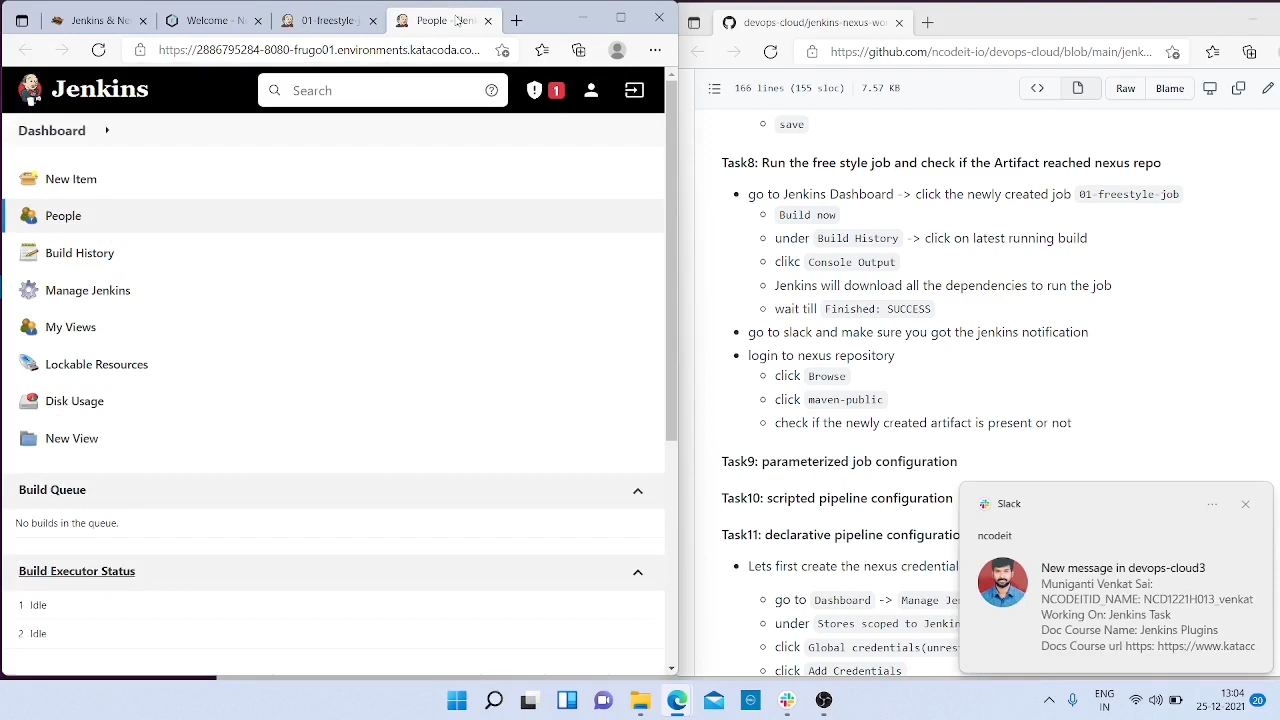 Jenkins & Ne
Welcome - N
01-freestyle j
People - Jenk
https://2886795284-8080-frugo01.environments.katacoda.co...
Jenkins
Search
1
Dashboard
New Item
People
Build History
Manage Jenkins
My Views
Lockable Resources
Disk Usage
New View
Build Queue
No builds in the queue.
Build Executor Status
1 Idle
2 Idle
devops-cloud/jenkins-nexus-wo
https://github.com/ncodeit-io/devops-cloud/blob/main/jenk...
166 lines (155 sloc) 7.57 KB
Raw Blame
save
Task8: Run the free style job and check if the Artifact reached nexus repo
go to Jenkins Dashboard -> click the newly created job 01-freestyle-job
Build now
under Build History -> click on latest running build
clikc Console Output
Jenkins will download all the dependencies to run the job
wait till Finished: SUCCESS
go to slack and make sure you got the jenkins notification
login to nexus repository
click Browse
click maven-public
check if the newly created artifact is present or not
Task9: parameterized job configuration
Task10: scripted pipeline configuration
Task11: declarative pipeline configuratio
Lets first create the nexus credential
go to Dashboard -> Manage Je
under Stores scoped to Jenkin
click Global credentials(unres
click Add Credentials
Slack
ncodeit
New message in devops-cloud3
Muniganti Venkat Sai:
NCODEITID_NAME: NCD1221H013_venkat
Working On: Jenkins Task
Doc Course Name: Jenkins Plugins
Docs Course url https: https://www.katacc
ENG
IN
13:04
25-12-2021
20